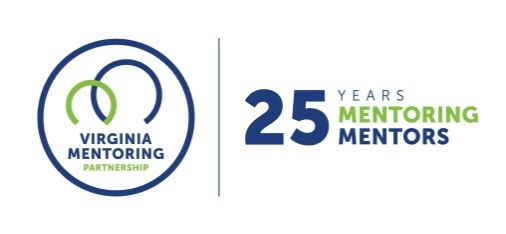 VIRGINIA
MENTORING
PARTNERSHIP
25
YEARS
MENTORING
MENTORS